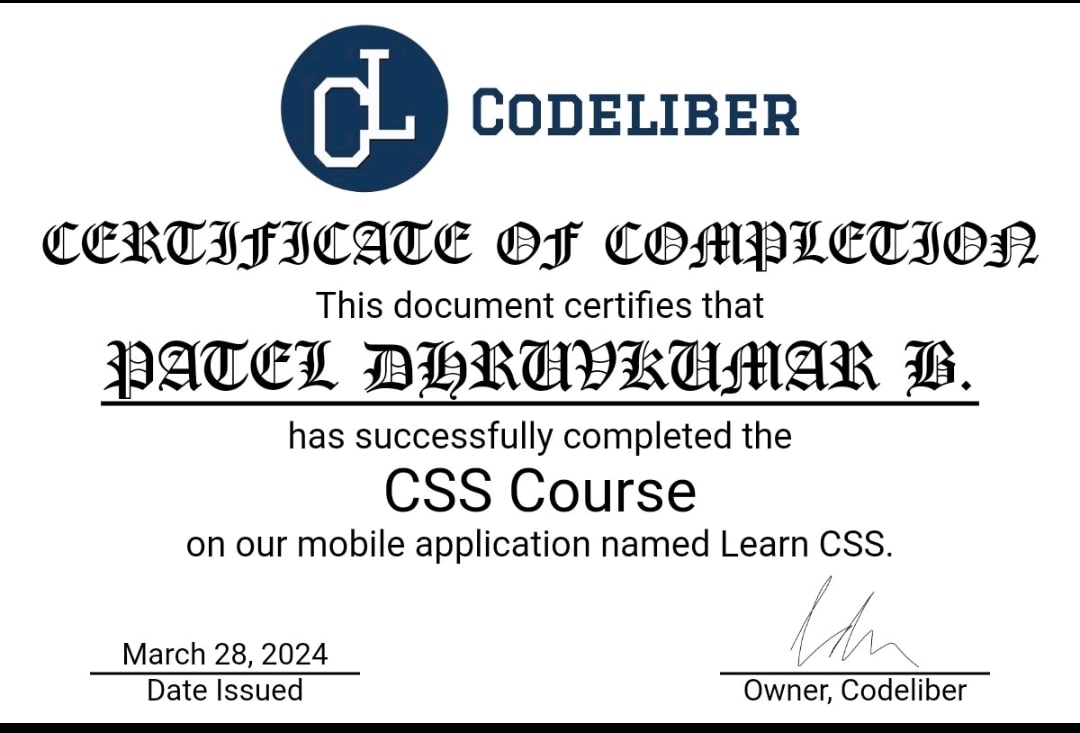 CL CODELIBER
CERTIFICATE OF COMPLETION
This document certifies that
PATEL DHRUVKUMAR B.
has successfully completed the
CSS Course
on our mobile application named Learn CSS.
March 28, 2024
Date Issued
Owner, Codeliber